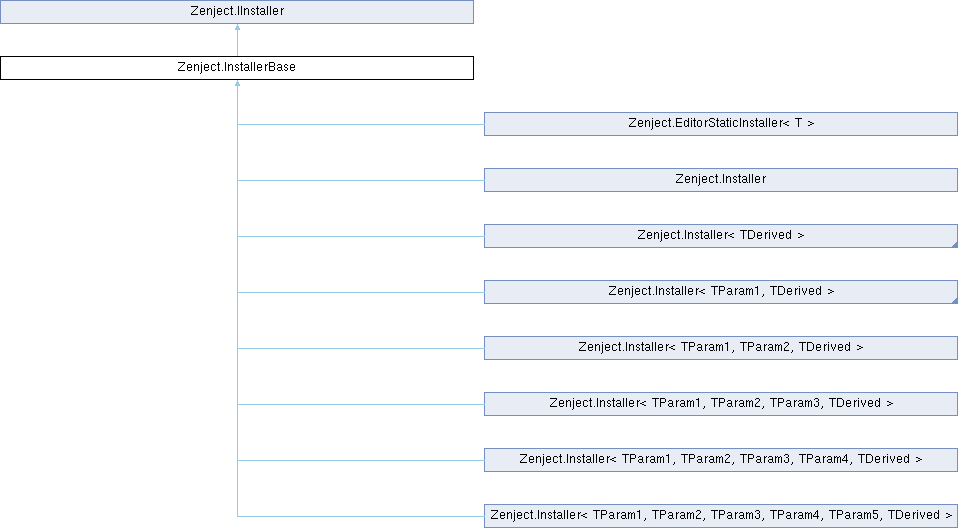 Zenject.IInstaller
Zenject.InstallerBase
Zenject.EditorStaticInstaller< T >
Zenject.Installer
Zenject.Installer< TDerived >
Zenject.Installer< TParam1, TDerived >
Zenject.Installer< TParam1, TParam2, TDerived >
Zenject.Installer< TParam1, TParam2, TParam3, TDerived >
Zenject.Installer< TParam1, TParam2, TParam3, TParam4, TDerived >
Zenject.Installer< TParam1, TParam2, TParam3, TParam4, TParam5, TDerived >